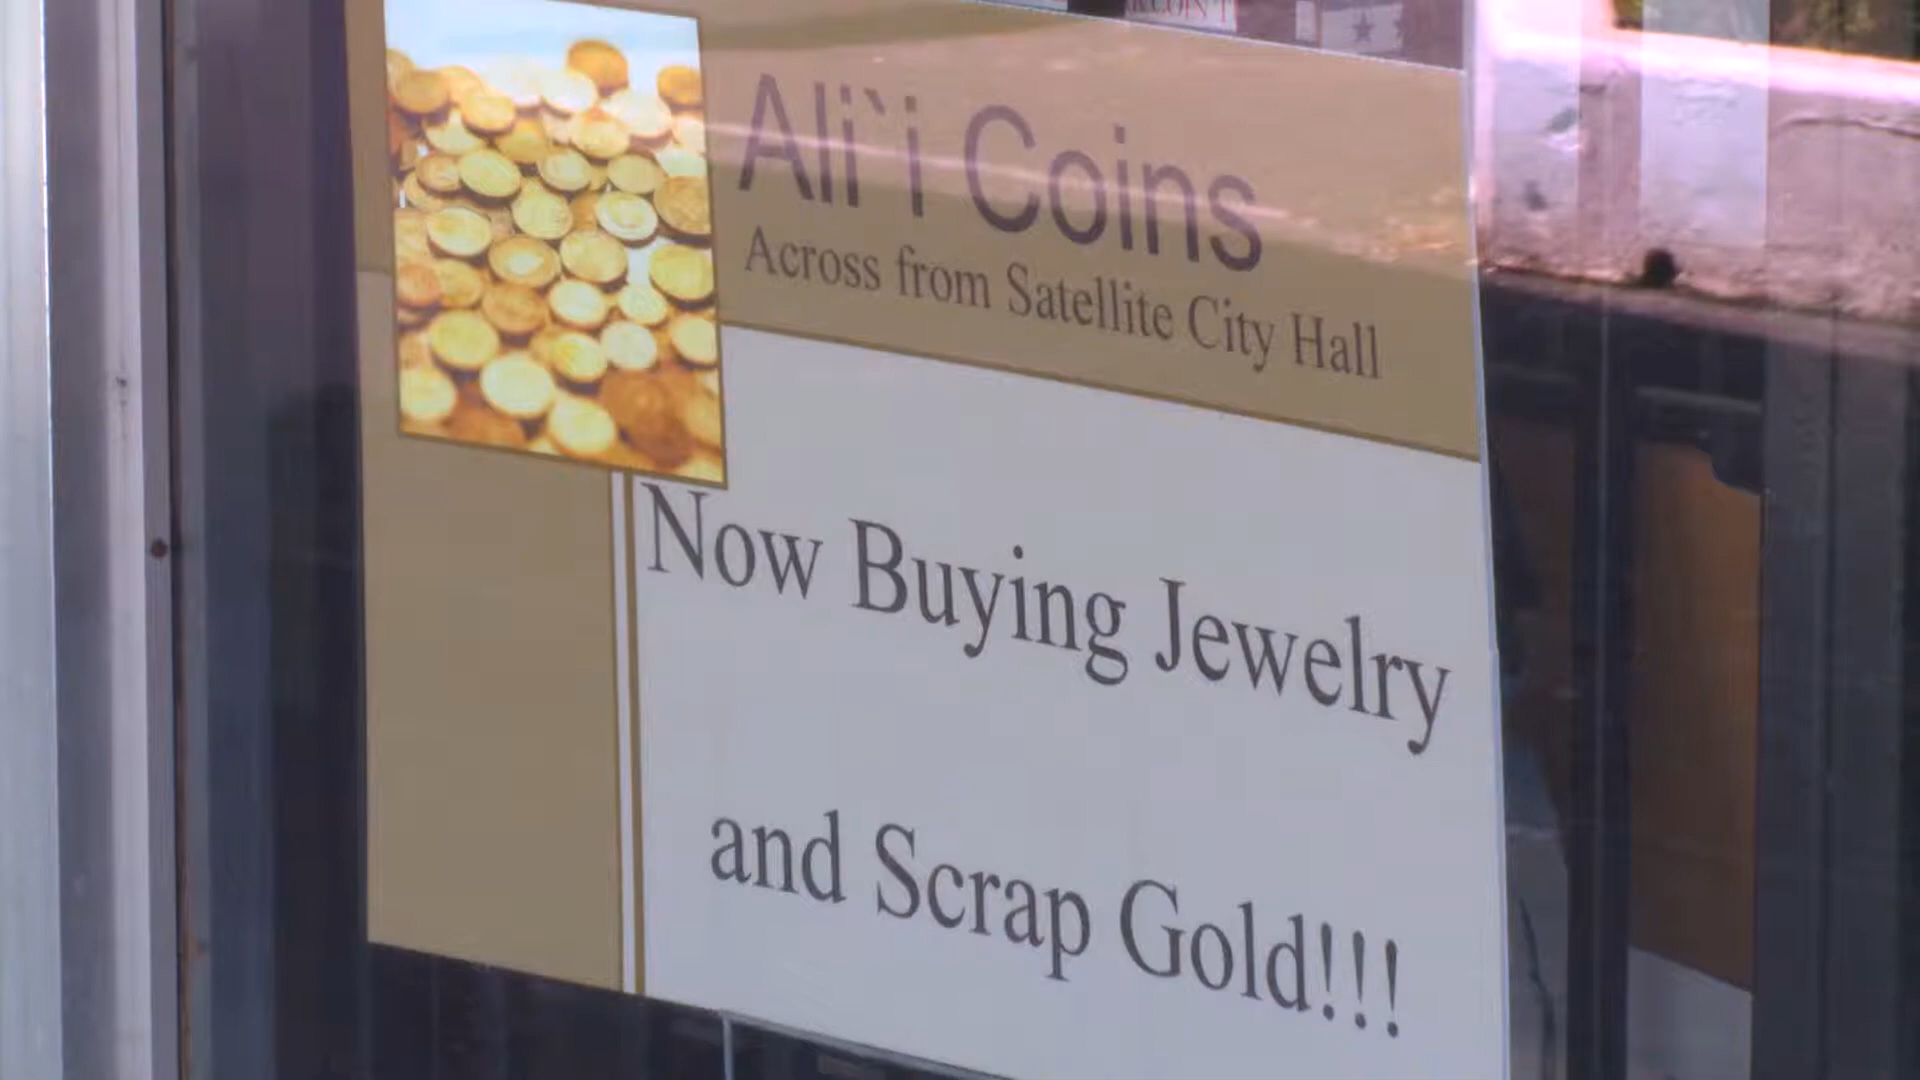 Ali`i Coins
Across from Satellite City Hall
Now Buying Jewelry
and Scrap Gold!!!